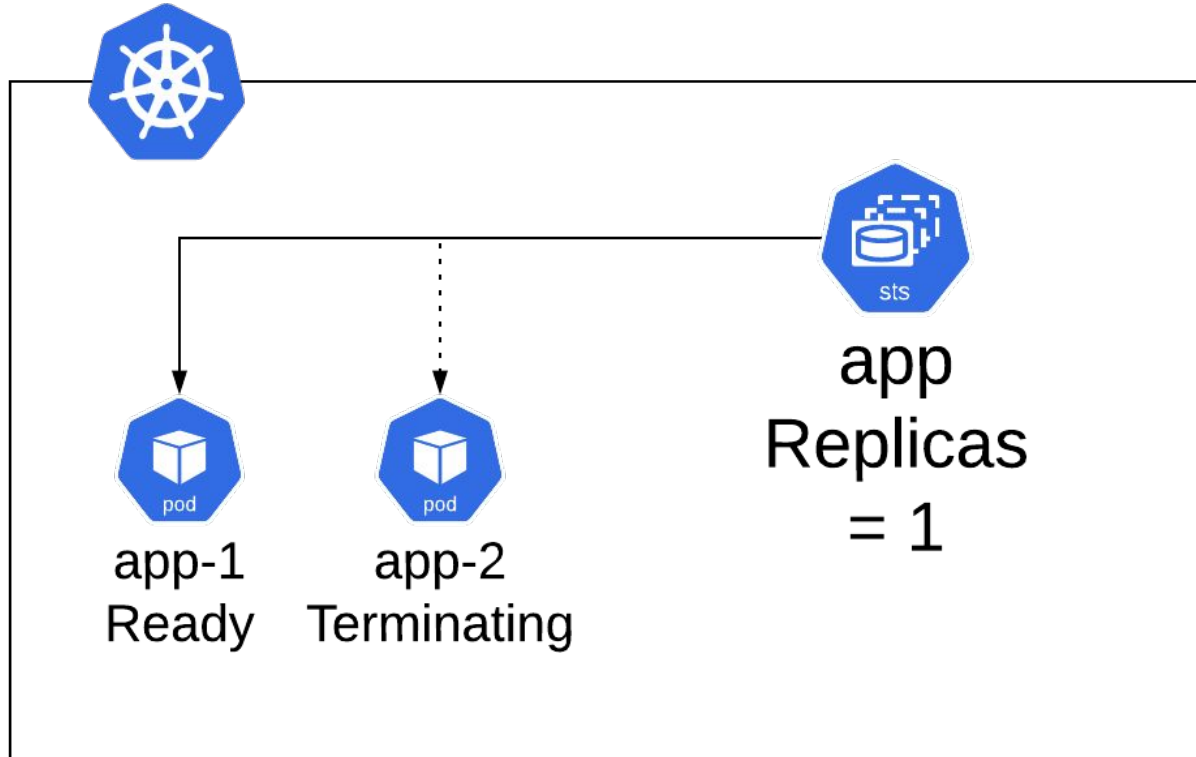 sts
app
Replicas
= 1
pod
app-1
Ready
pod
app-2
Terminating